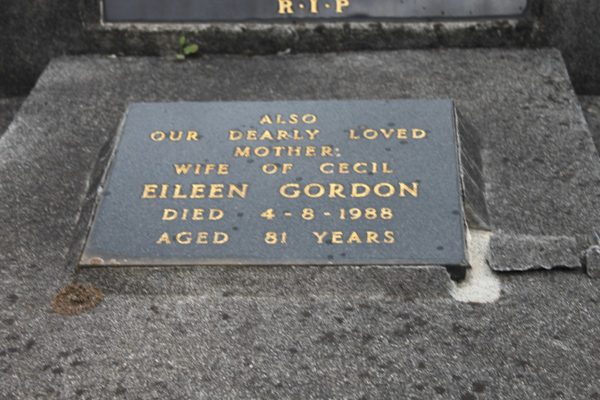 R·I·P
ALSO
OUR DEARLY LOVED
MOTHER:
WIFE OF CECIL
EILEEN GORDON
DIED 4-8-1988
AGED 81 YEARS